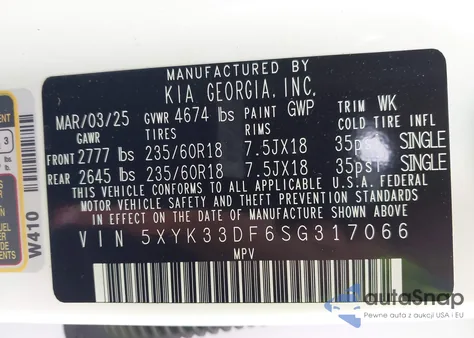 MANUFACTURED BY
KIA GEORGIA, INC.
MAR/03/25 GVWR 4674 lbs PAINT GWP TRIM WK
GAWR TIRES RIMS COLD TIRE INFL
FRONT 2777 lbs 235/60R18 7.5JX18 35psi SINGLE
REAR 2645 lbs 235/60R18 7.5JX18 35psi SINGLE
THIS VEHICLE CONFORMS TO ALL APPLICABLE U.S.A. FEDERAL
MOTOR VEHICLE SAFETY AND THEFT PREVENTION STANDARDS
IN EFFECT ON THE DATE OF MANUFACTURE SHOWN ABOVE.
VIN 5XYK33DF6SG317066
MPV
W410
autoSnap
Pewne auta z aukcji USA i EU